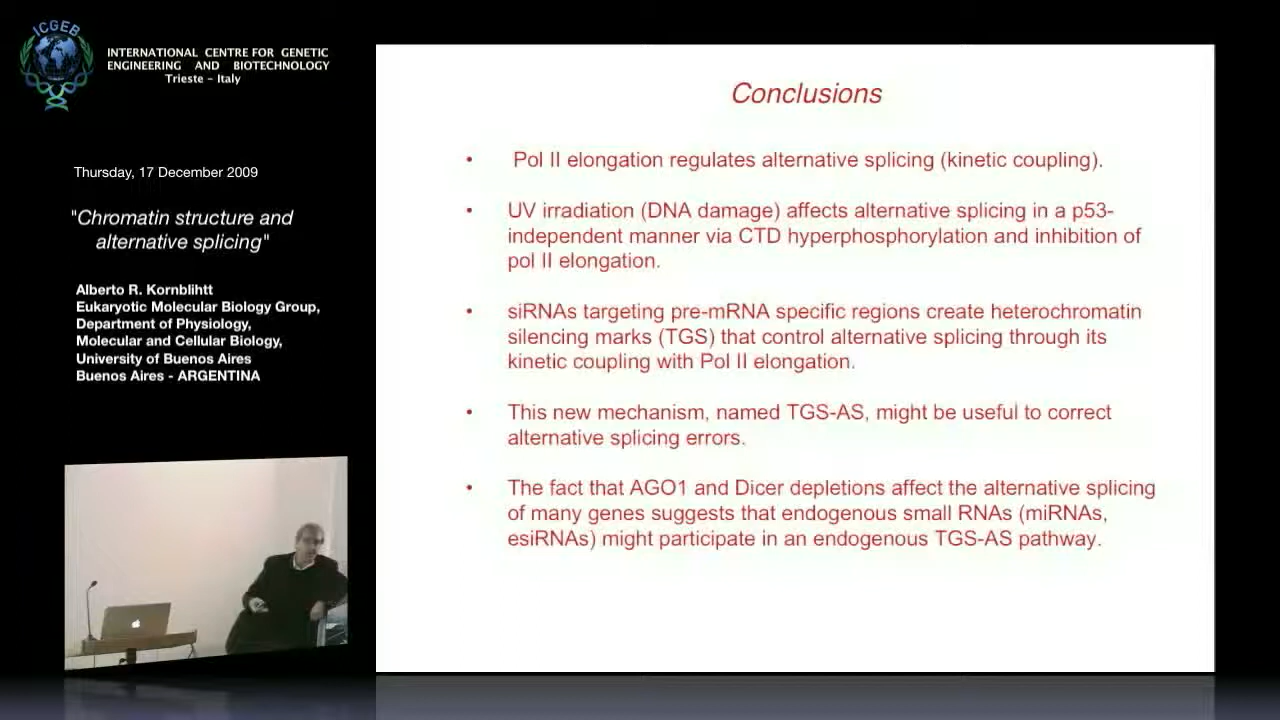 ICGEB
INTERNATIONAL CENTRE FOR GENETIC
ENGINEERING AND BIOTECHNOLOGY
Trieste - Italy
Thursday, 17 December 2009
"Chromatin structure and
alternative splicing"
Alberto R. Kornblihtt
Eukaryotic Molecular Biology Group,
Department of Physiology,
Molecular and Cellular Biology,
University of Buenos Aires
Buenos Aires - ARGENTINA
Conclusions
• Pol II elongation regulates alternative splicing (kinetic coupling).
• UV irradiation (DNA damage) affects alternative splicing in a p53-
independent manner via CTD hyperphosphorylation and inhibition of
pol II elongation.
• siRNAs targeting pre-mRNA specific regions create heterochromatin
silencing marks (TGS) that control alternative splicing through its
kinetic coupling with Pol II elongation.
• This new mechanism, named TGS-AS, might be useful to correct
alternative splicing errors.
• The fact that AGO1 and Dicer depletions affect the alternative splicing
of many genes suggests that endogenous small RNAs (miRNAs,
esiRNAs) might participate in an endogenous TGS-AS pathway.